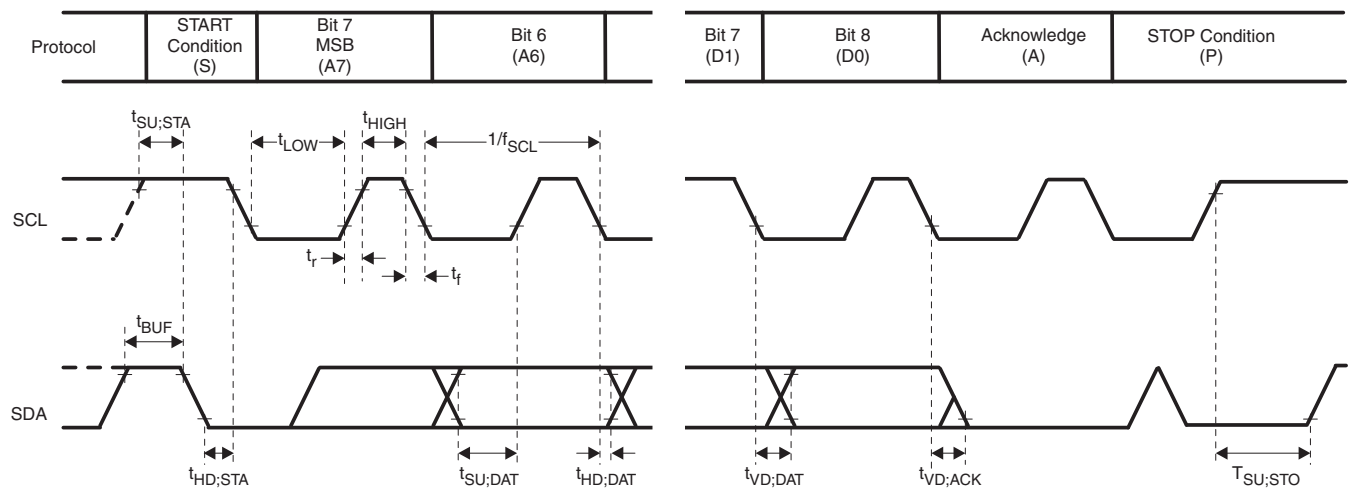 Protocol
START
Condition
(S)
Bit 7
MSB
(A7)
Bit 6
(A6)
Bit 7
(D1)
Bit 8
(D0)
Acknowledge
(A)
STOP Condition
(P)
tSU;STA
tLOW
tHIGH
1/fSCL
SCL
tr
tf
tBUF
SDA
tHD;STA
tSU;DAT
tHD;DAT
tVD;DAT
tVD;ACK
TSU;STO